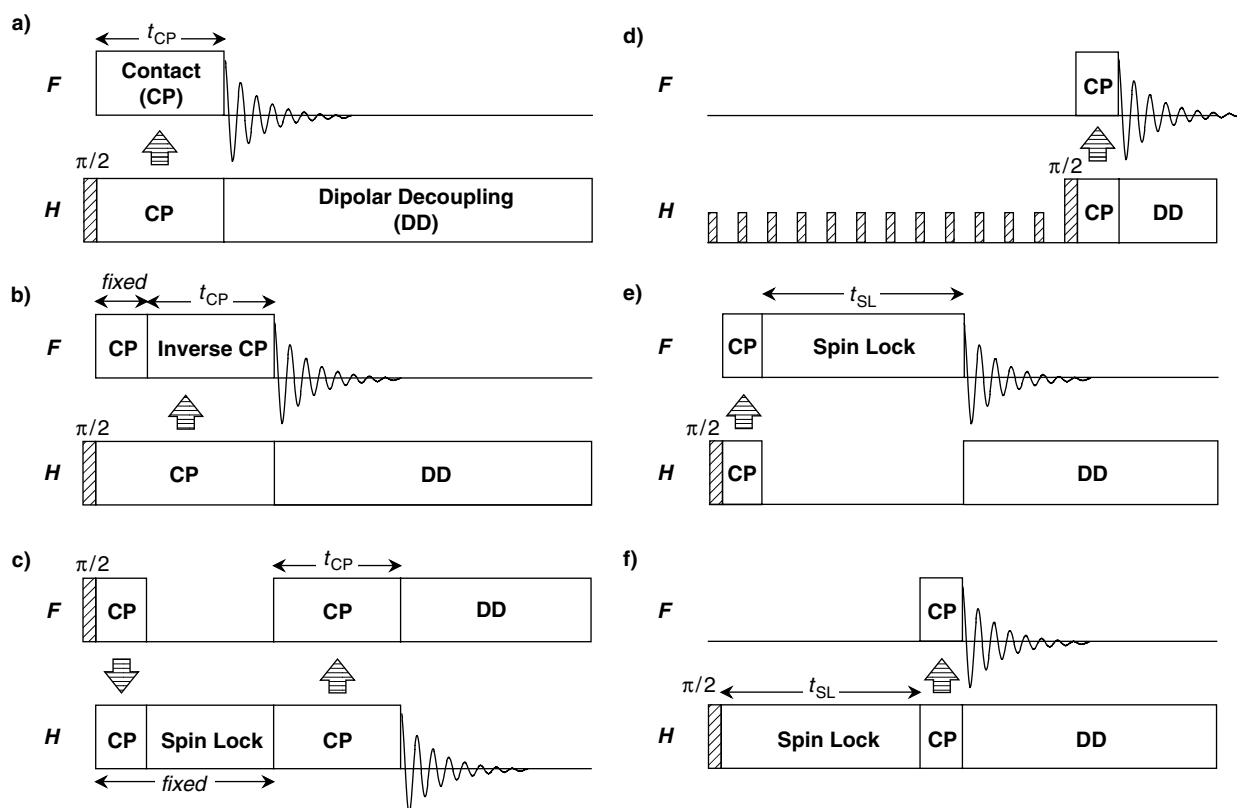 a)
t_CP
F
Contact
(CP)
π/2
H
CP
Dipolar Decoupling
(DD)
b)
fixed
t_CP
F
CP
Inverse CP
π/2
H
CP
DD
c)
π/2
t_CP
F
CP
CP
DD
H
CP
Spin Lock
CP
fixed
d)
F
CP
π/2
H
CP
DD
e)
t_SL
F
CP
Spin Lock
π/2
H
CP
DD
f)
F
CP
π/2
t_SL
H
Spin Lock
CP
DD